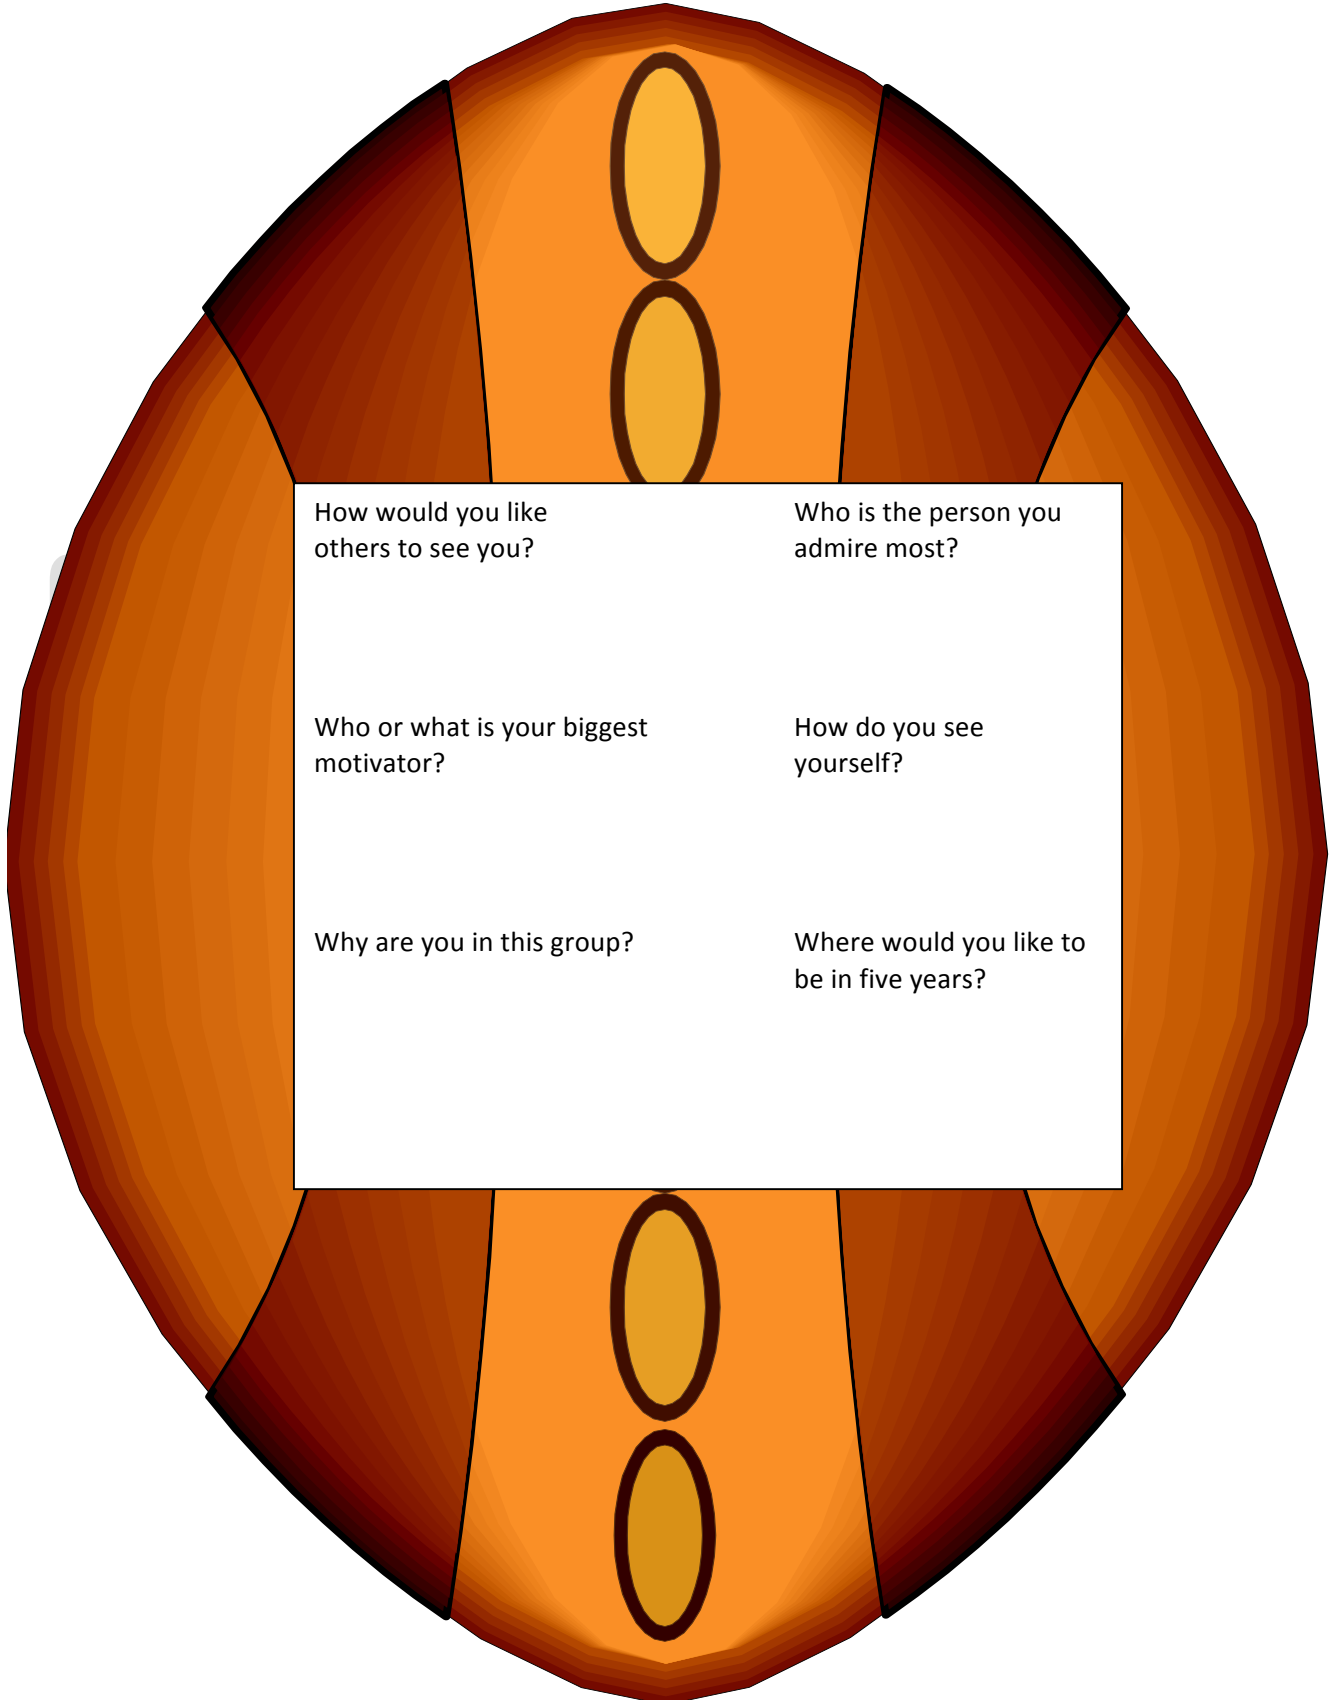 How would you like
others to see you?
Who is the person you
admire most?
Who or what is your biggest
motivator?
How do you see
yourself?
Why are you in this group?
Where would you like to
be in five years?